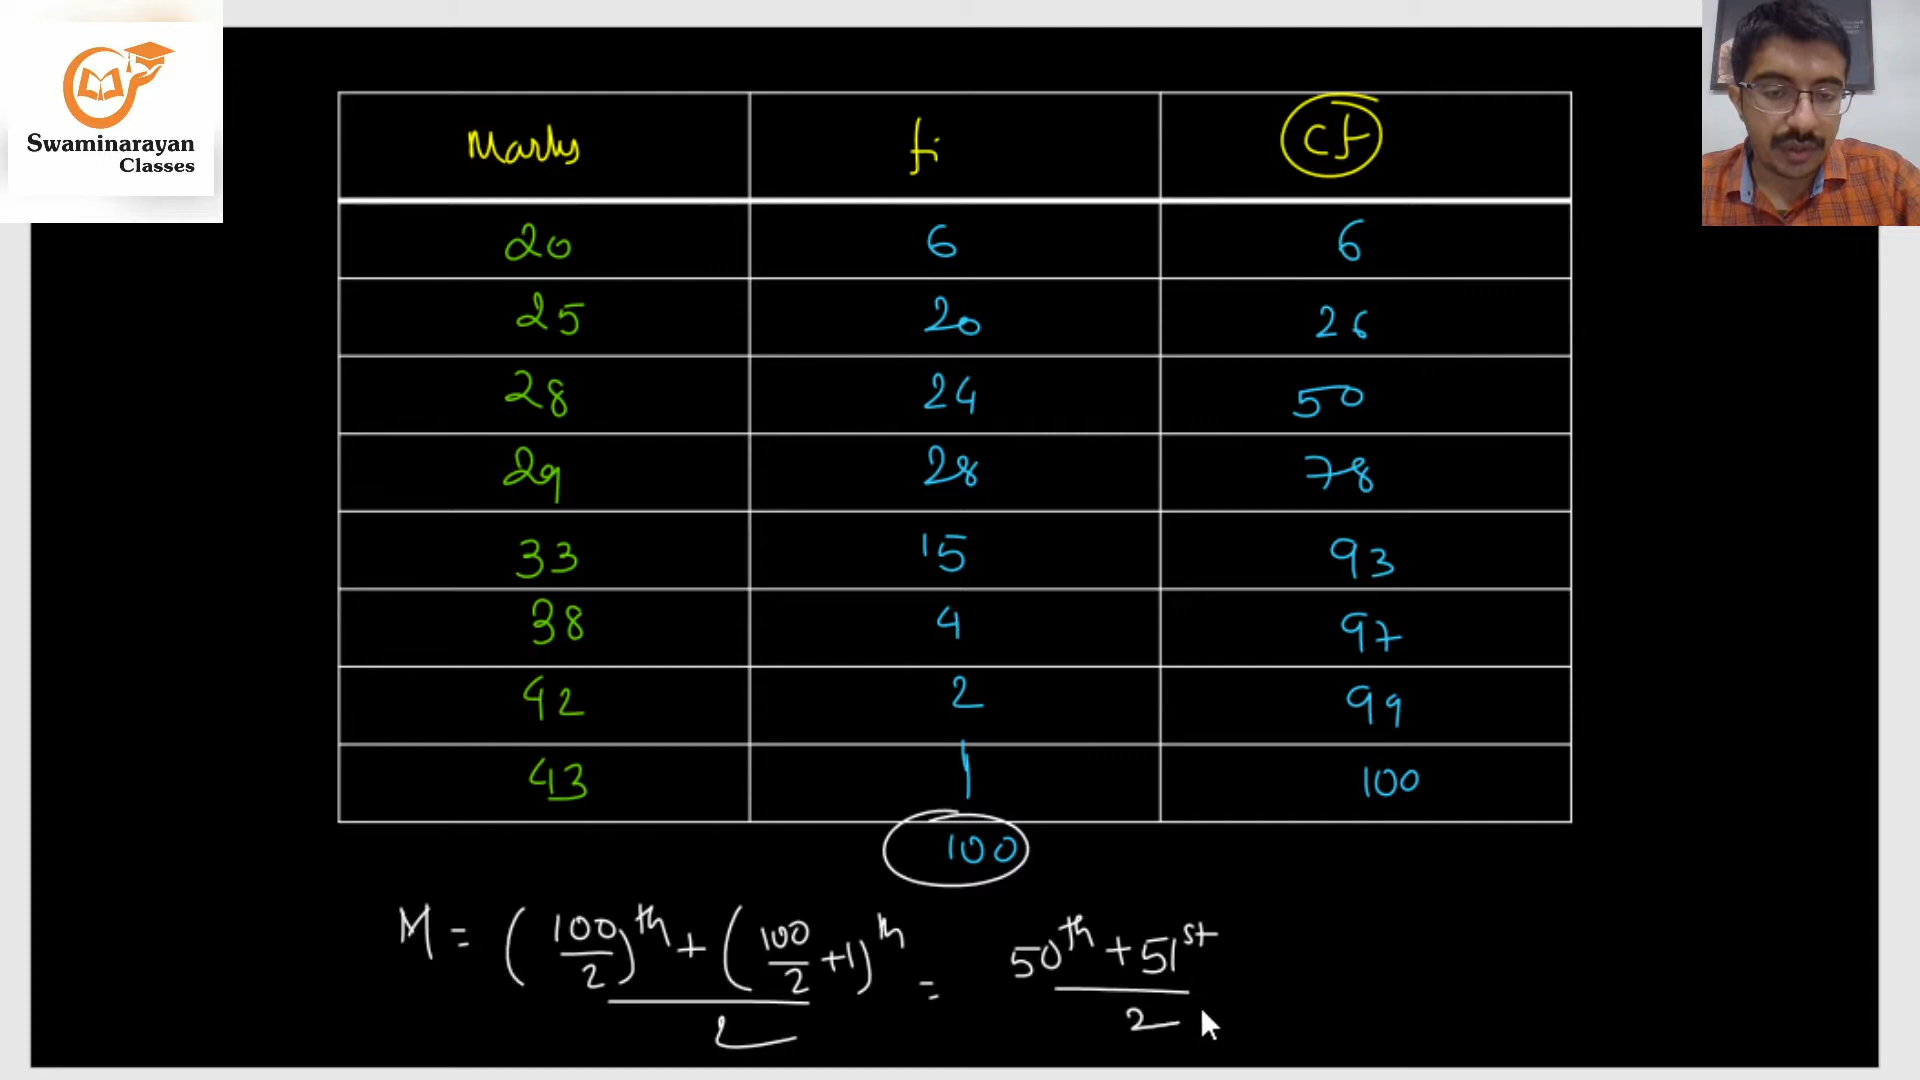 Swaminarayan
Classes
Marks fi cf
20 6 6
25 20 26
28 24 50
29 28 78
33 15 93
38 4 97
42 2 99
43 1 100
100
M = (100/2)th + (100/2 +1)th / 2 = 50th + 51st / 2